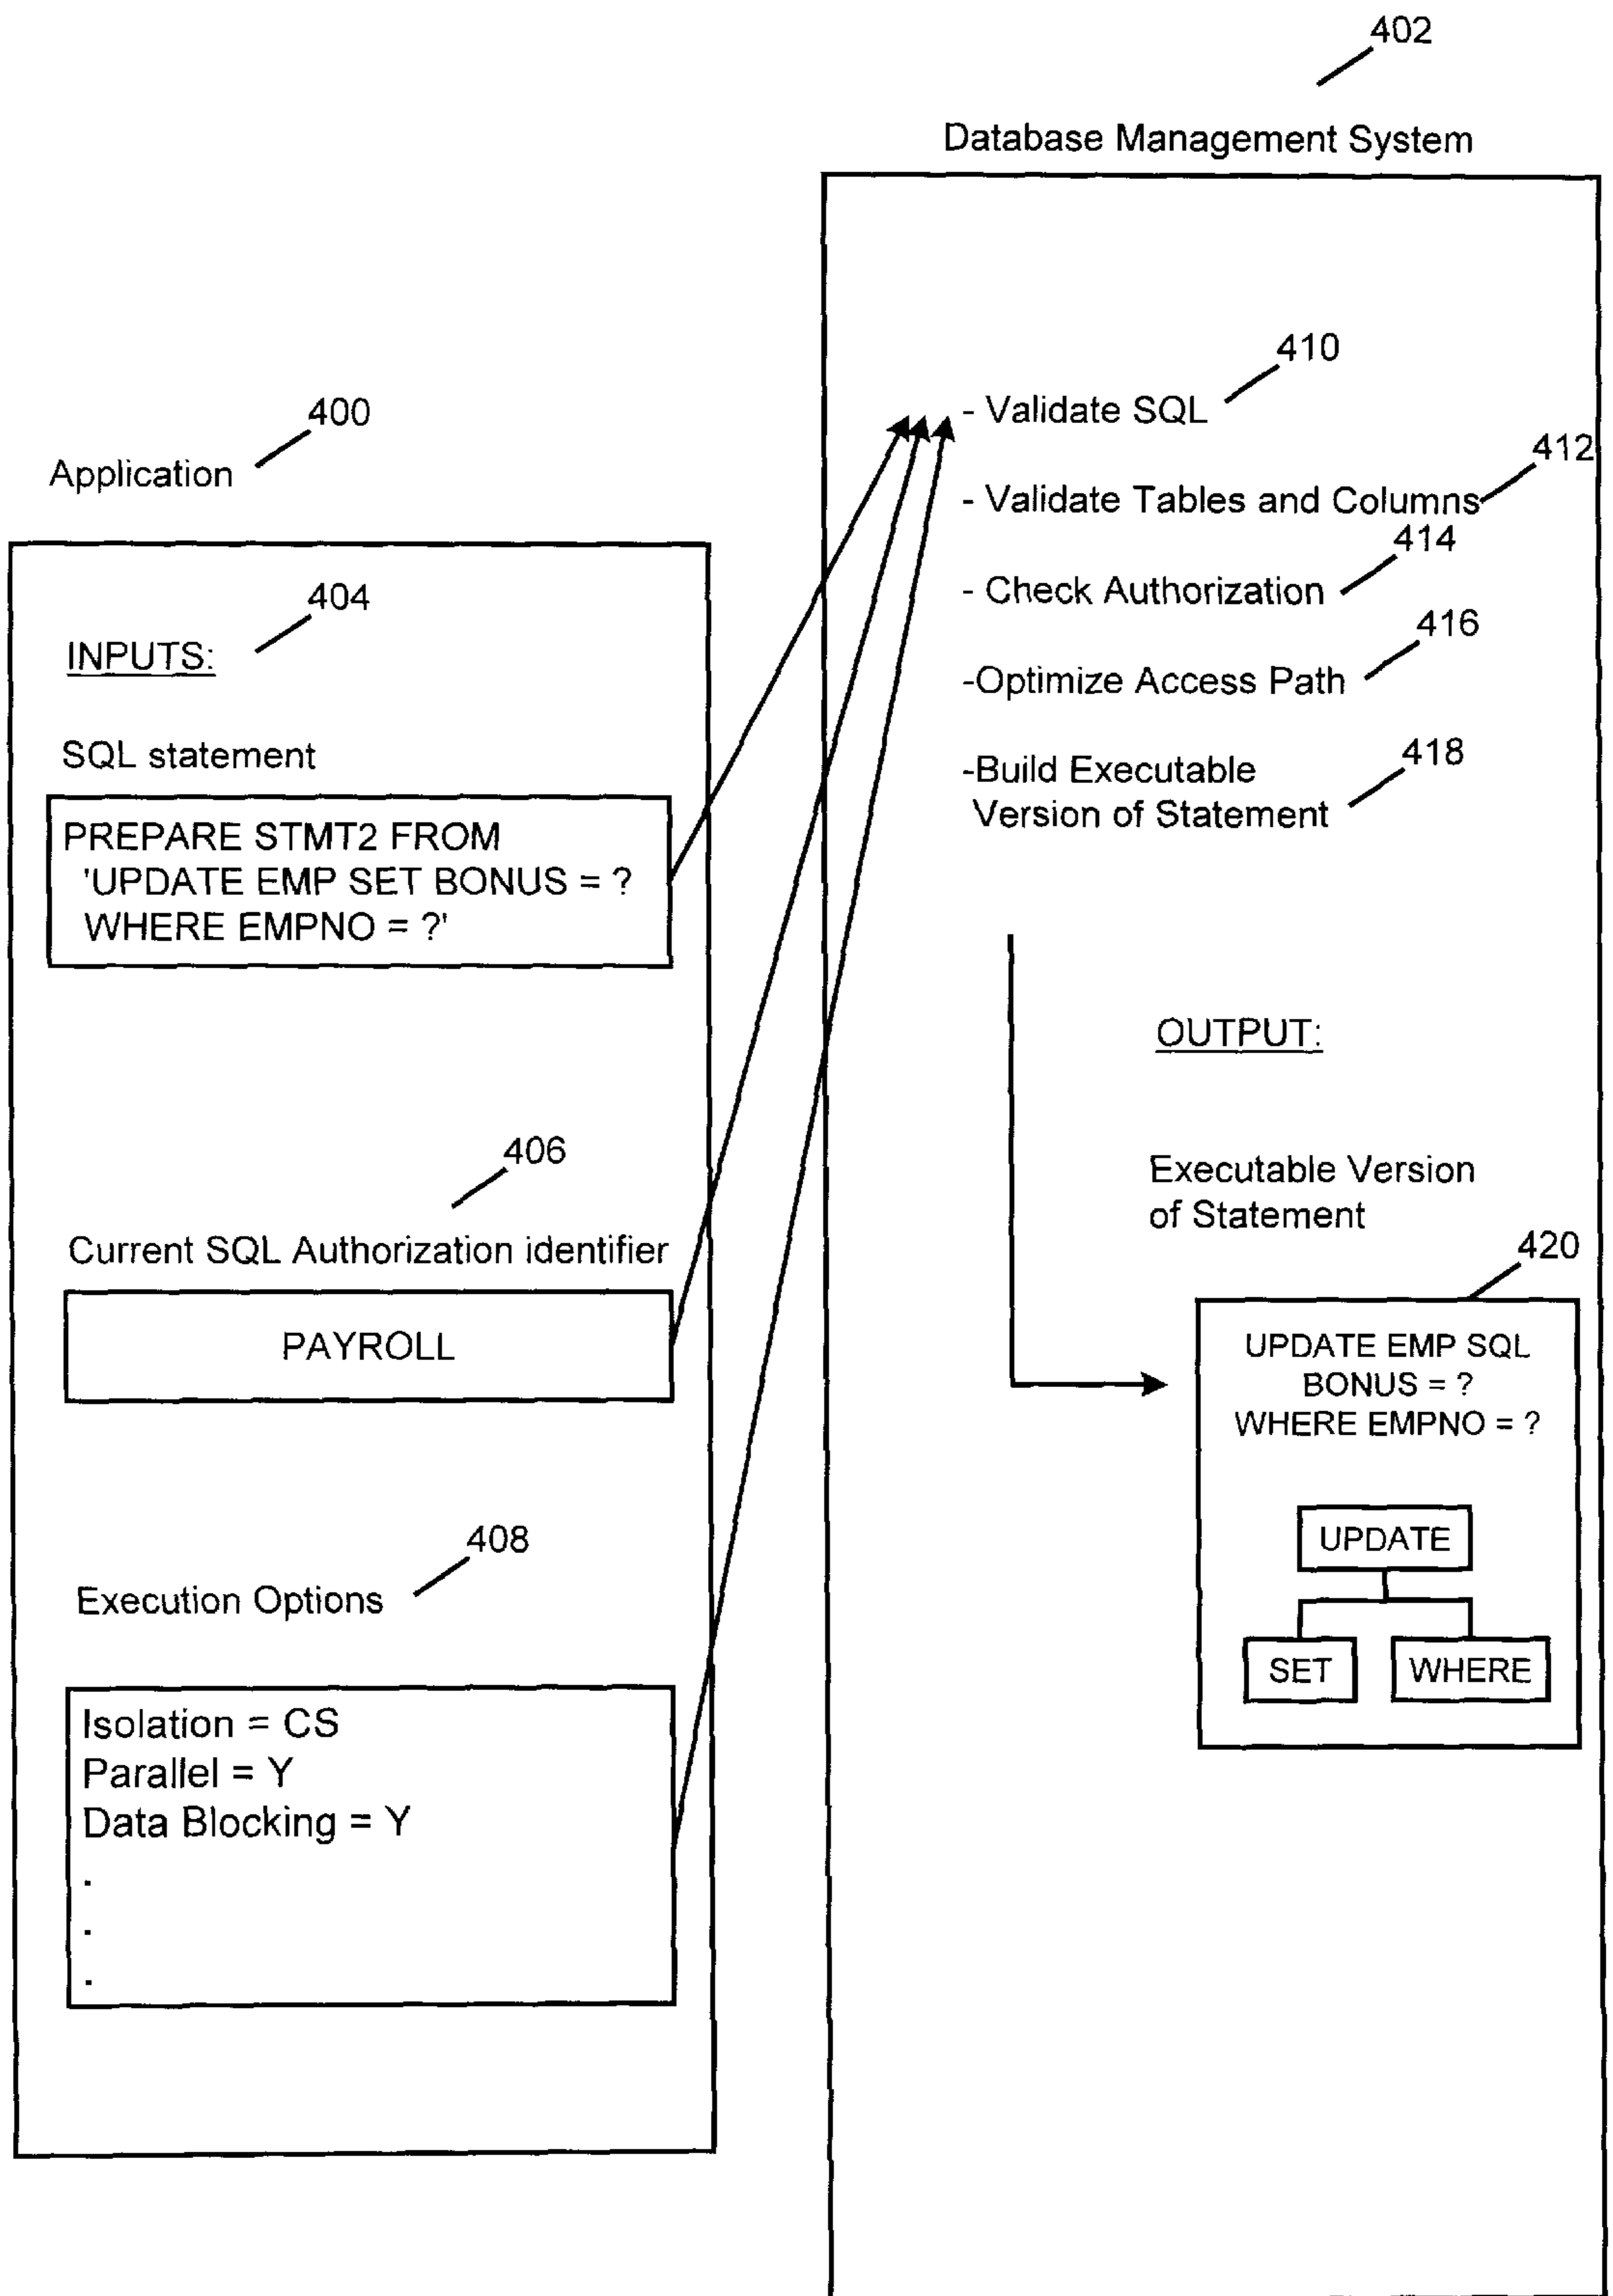 402
Database Management System
400
Application
404
INPUTS:
SQL statement
PREPARE STMT2 FROM
'UPDATE EMP SET BONUS = ?
WHERE EMPNO = ?'
406
Current SQL Authorization identifier
PAYROLL
408
Execution Options
Isolation = CS
Parallel = Y
Data Blocking = Y
.
.
.
410
- Validate SQL
412
- Validate Tables and Columns
414
- Check Authorization
416
-Optimize Access Path
418
-Build Executable
Version of Statement
OUTPUT:
Executable Version
of Statement
420
UPDATE EMP SQL
BONUS = ?
WHERE EMPNO = ?
UPDATE
SET
WHERE